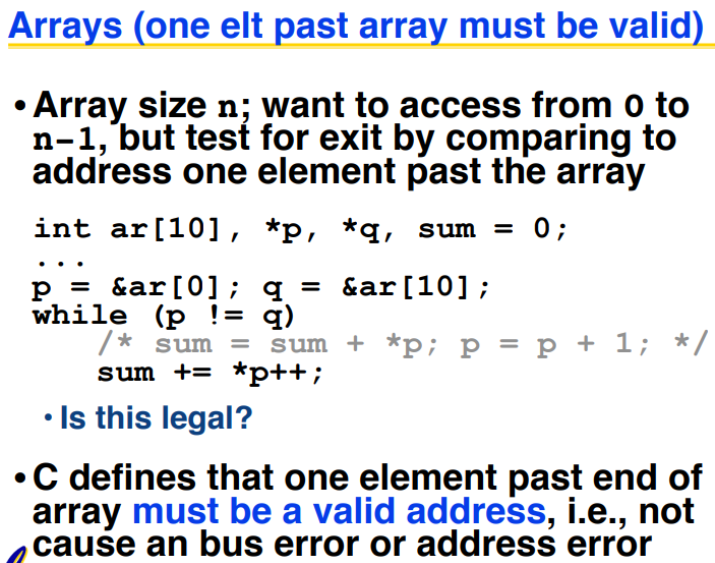 Arrays (one elt past array must be valid)
• Array size n; want to access from 0 to
n-1, but test for exit by comparing to
address one element past the array
int ar[10], *p, *q, sum = 0;
...
p = &ar[0]; q = &ar[10];
while (p != q)
/* sum = sum + *p; p = p + 1; */
sum += *p++;
• Is this legal?
• C defines that one element past end of
array must be a valid address, i.e., not
cause an bus error or address error